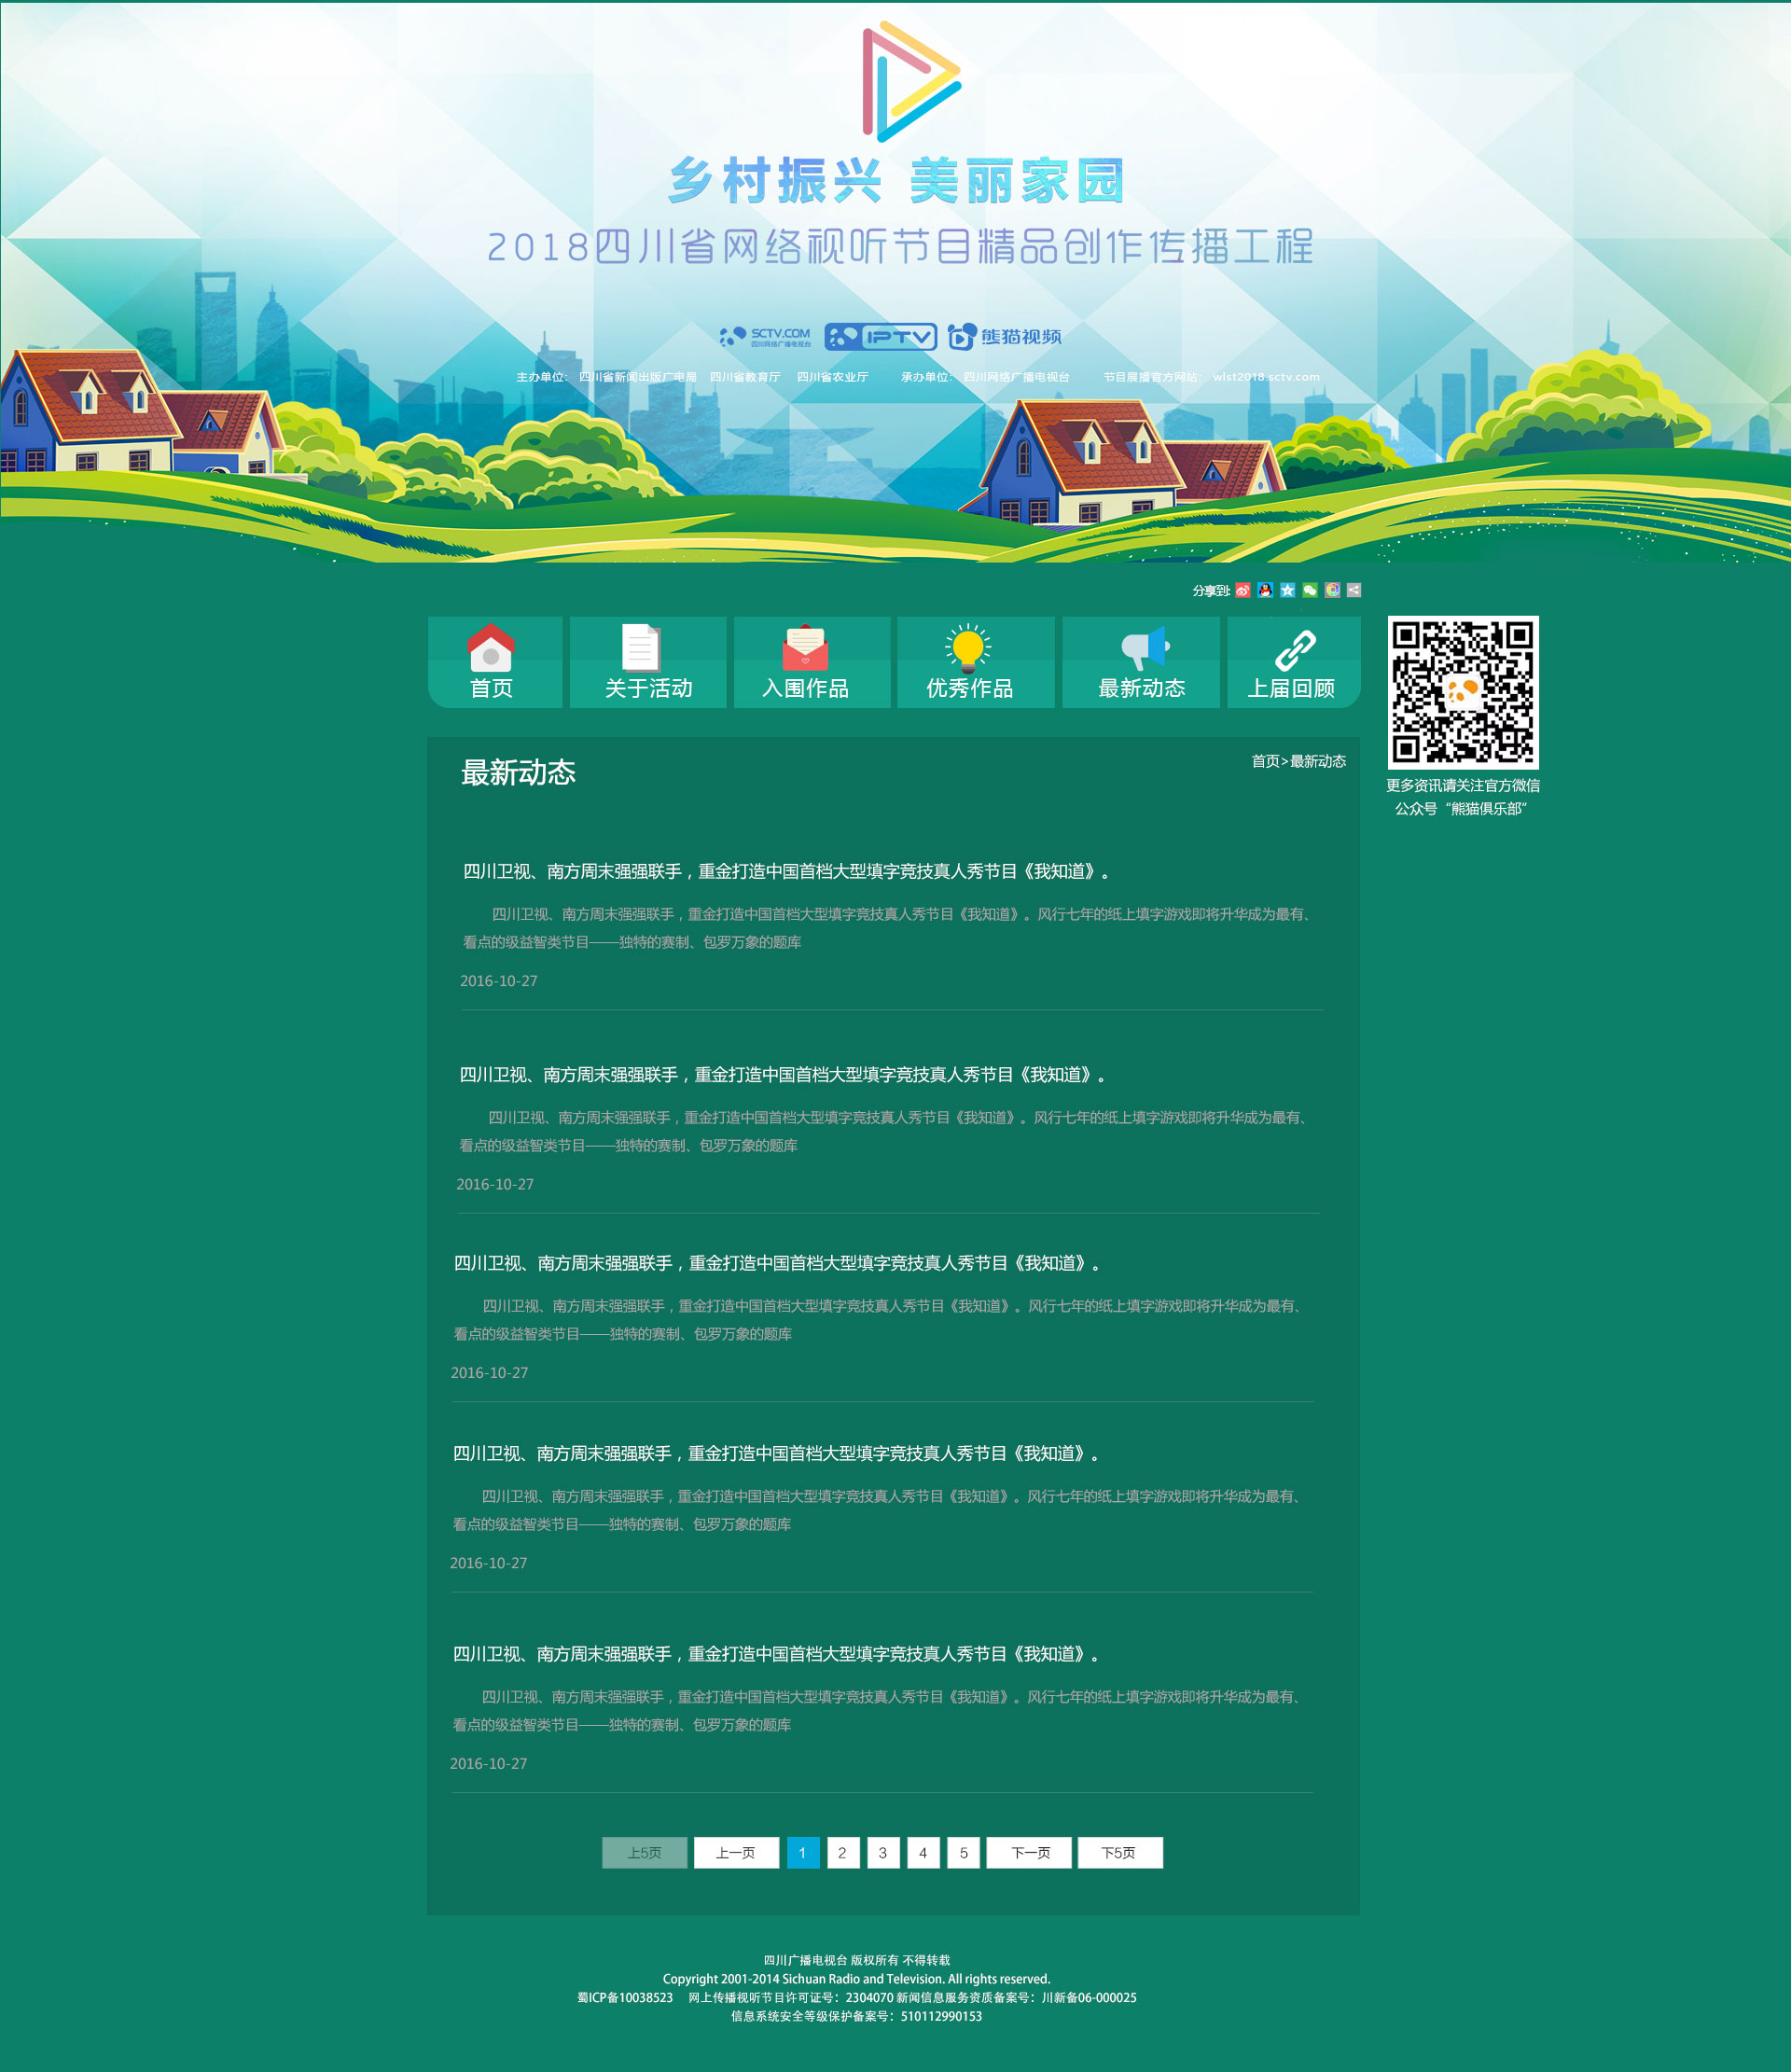 乡村振兴 美丽家园
2018四川省网络视听节目精品创作传播工程
SCTV.COM 四川网络广播电视台 IPTV 熊猫视频
主办单位： 四川省新闻出版广电局 四川省教育厅 四川省农业厅 承办单位： 四川网络广播电视台 节目展播官方网站： wlst2018.sctv.com
分享到:
首页 关于活动 入围作品 优秀作品 最新动态 上届回顾
更多资讯请关注官方微信
公众号“熊猫俱乐部”
最新动态
首页>最新动态
四川卫视、南方周末强强联手，重金打造中国首档大型填字竞技真人秀节目《我知道》。
四川卫视、南方周末强强联手，重金打造中国首档大型填字竞技真人秀节目《我知道》。风行七年的纸上填字游戏即将升华成为最有、
看点的级益智类节目——独特的赛制、包罗万象的题库
2016-10-27
四川卫视、南方周末强强联手，重金打造中国首档大型填字竞技真人秀节目《我知道》。
四川卫视、南方周末强强联手，重金打造中国首档大型填字竞技真人秀节目《我知道》。风行七年的纸上填字游戏即将升华成为最有、
看点的级益智类节目——独特的赛制、包罗万象的题库
2016-10-27
四川卫视、南方周末强强联手，重金打造中国首档大型填字竞技真人秀节目《我知道》。
四川卫视、南方周末强强联手，重金打造中国首档大型填字竞技真人秀节目《我知道》。风行七年的纸上填字游戏即将升华成为最有、
看点的级益智类节目——独特的赛制、包罗万象的题库
2016-10-27
四川卫视、南方周末强强联手，重金打造中国首档大型填字竞技真人秀节目《我知道》。
四川卫视、南方周末强强联手，重金打造中国首档大型填字竞技真人秀节目《我知道》。风行七年的纸上填字游戏即将升华成为最有、
看点的级益智类节目——独特的赛制、包罗万象的题库
2016-10-27
四川卫视、南方周末强强联手，重金打造中国首档大型填字竞技真人秀节目《我知道》。
四川卫视、南方周末强强联手，重金打造中国首档大型填字竞技真人秀节目《我知道》。风行七年的纸上填字游戏即将升华成为最有、
看点的级益智类节目——独特的赛制、包罗万象的题库
2016-10-27
上5页 上一页 1 2 3 4 5 下一页 下5页
四川广播电视台 版权所有 不得转载
Copyright 2001-2014 Sichuan Radio and Television. All rights reserved.
蜀ICP备10038523 网上传播视听节目许可证号：2304070 新闻信息服务资质备案号：川新备06-000025
信息系统安全等级保护备案号：510112990153